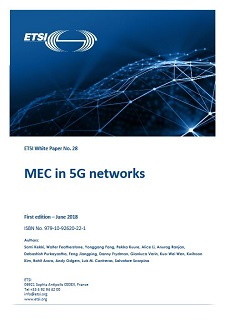 ETSI
ETSI White Paper No. 28
MEC in 5G networks
First edition – June 2018
ISBN No. 979-10-92620-22-1
Authors:
Sami Kekki, Walter Featherstone, Yonggang Fang, Pekka Kuure, Alice Li, Anurag Ranjan,
Debashish Purkayastha, Feng Jiangping, Danny Frydman, Gianluca Verin, Kuo-Wei Wen, Kwihoon
Kim, Rohit Arora, Andy Odgers, Luis M. Contreras, Salvatore Scarpina
ETSI
06921 Sophia Antipolis CEDEX, France
Tel +33 4 92 94 42 00
info@etsi.org
www.etsi.org